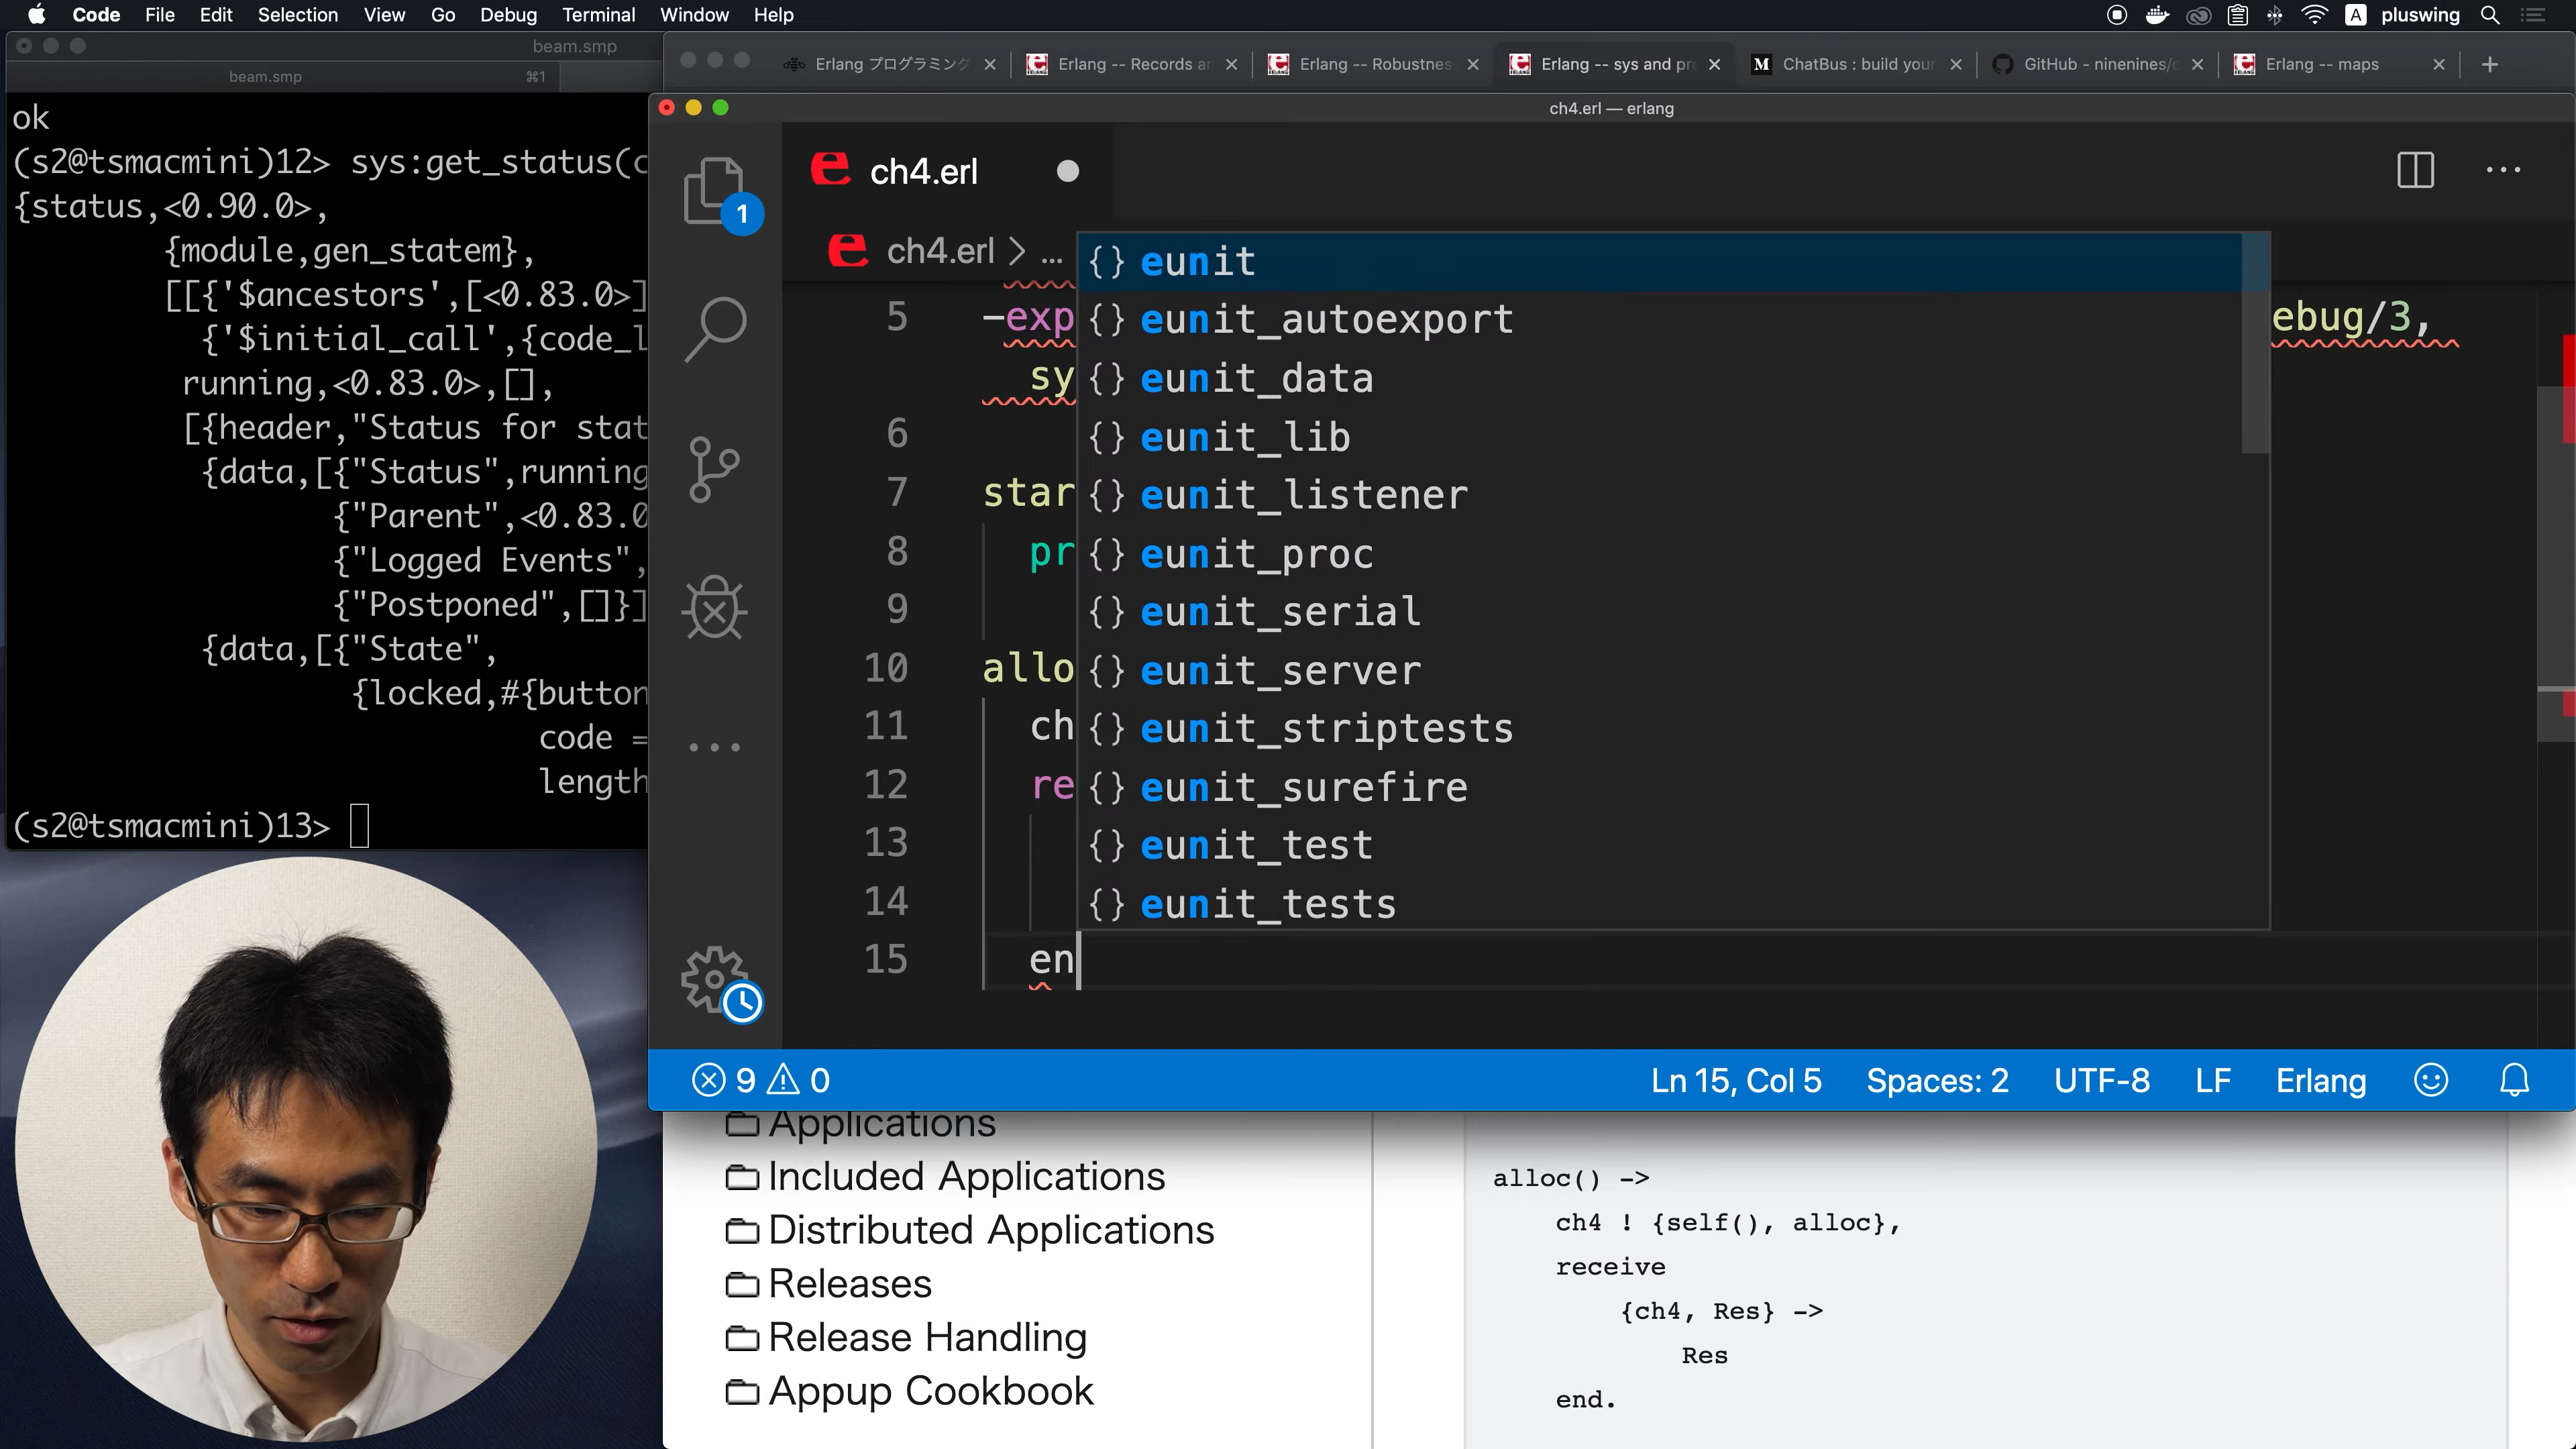 Code File Edit Selection View Go Debug Terminal Window Help
A pluswing
beam.smp
beam.smp ⌘1
ok
(s2@tsmacmini)12> sys:get_status(c
{status,<0.90.0>,
{module,gen_statem},
[[{'$ancestors',[<0.83.0>]
{'$initial_call',{code_l
running,<0.83.0>,[],
[{header,"Status for stat
{data,[{"Status",running
{"Parent",<0.83.0
{"Logged Events",
{"Postponed",[]}]
{data,[{"State",
{locked,#{button
code =
length
(s2@tsmacmini)13>
Erlang プログラミング
Erlang -- Records an
Erlang -- Robustness
Erlang -- sys and pro
M ChatBus : build your
GitHub - ninenines/c
Erlang -- maps
ch4.erl — erlang
ch4.erl
1
ch4.erl > ...
5 -exp
ebug/3,
sy
6
7 star
8 pr
9
10 allo
11 ch
12 re
13
14
15 en
{} eunit
{} eunit_autoexport
{} eunit_data
{} eunit_lib
{} eunit_listener
{} eunit_proc
{} eunit_serial
{} eunit_server
{} eunit_striptests
{} eunit_surefire
{} eunit_test
{} eunit_tests
9 0
Ln 15, Col 5 Spaces: 2 UTF-8 LF Erlang
Applications
Included Applications
Distributed Applications
Releases
Release Handling
Appup Cookbook
alloc() ->
ch4 ! {self(), alloc},
receive
{ch4, Res} ->
Res
end.